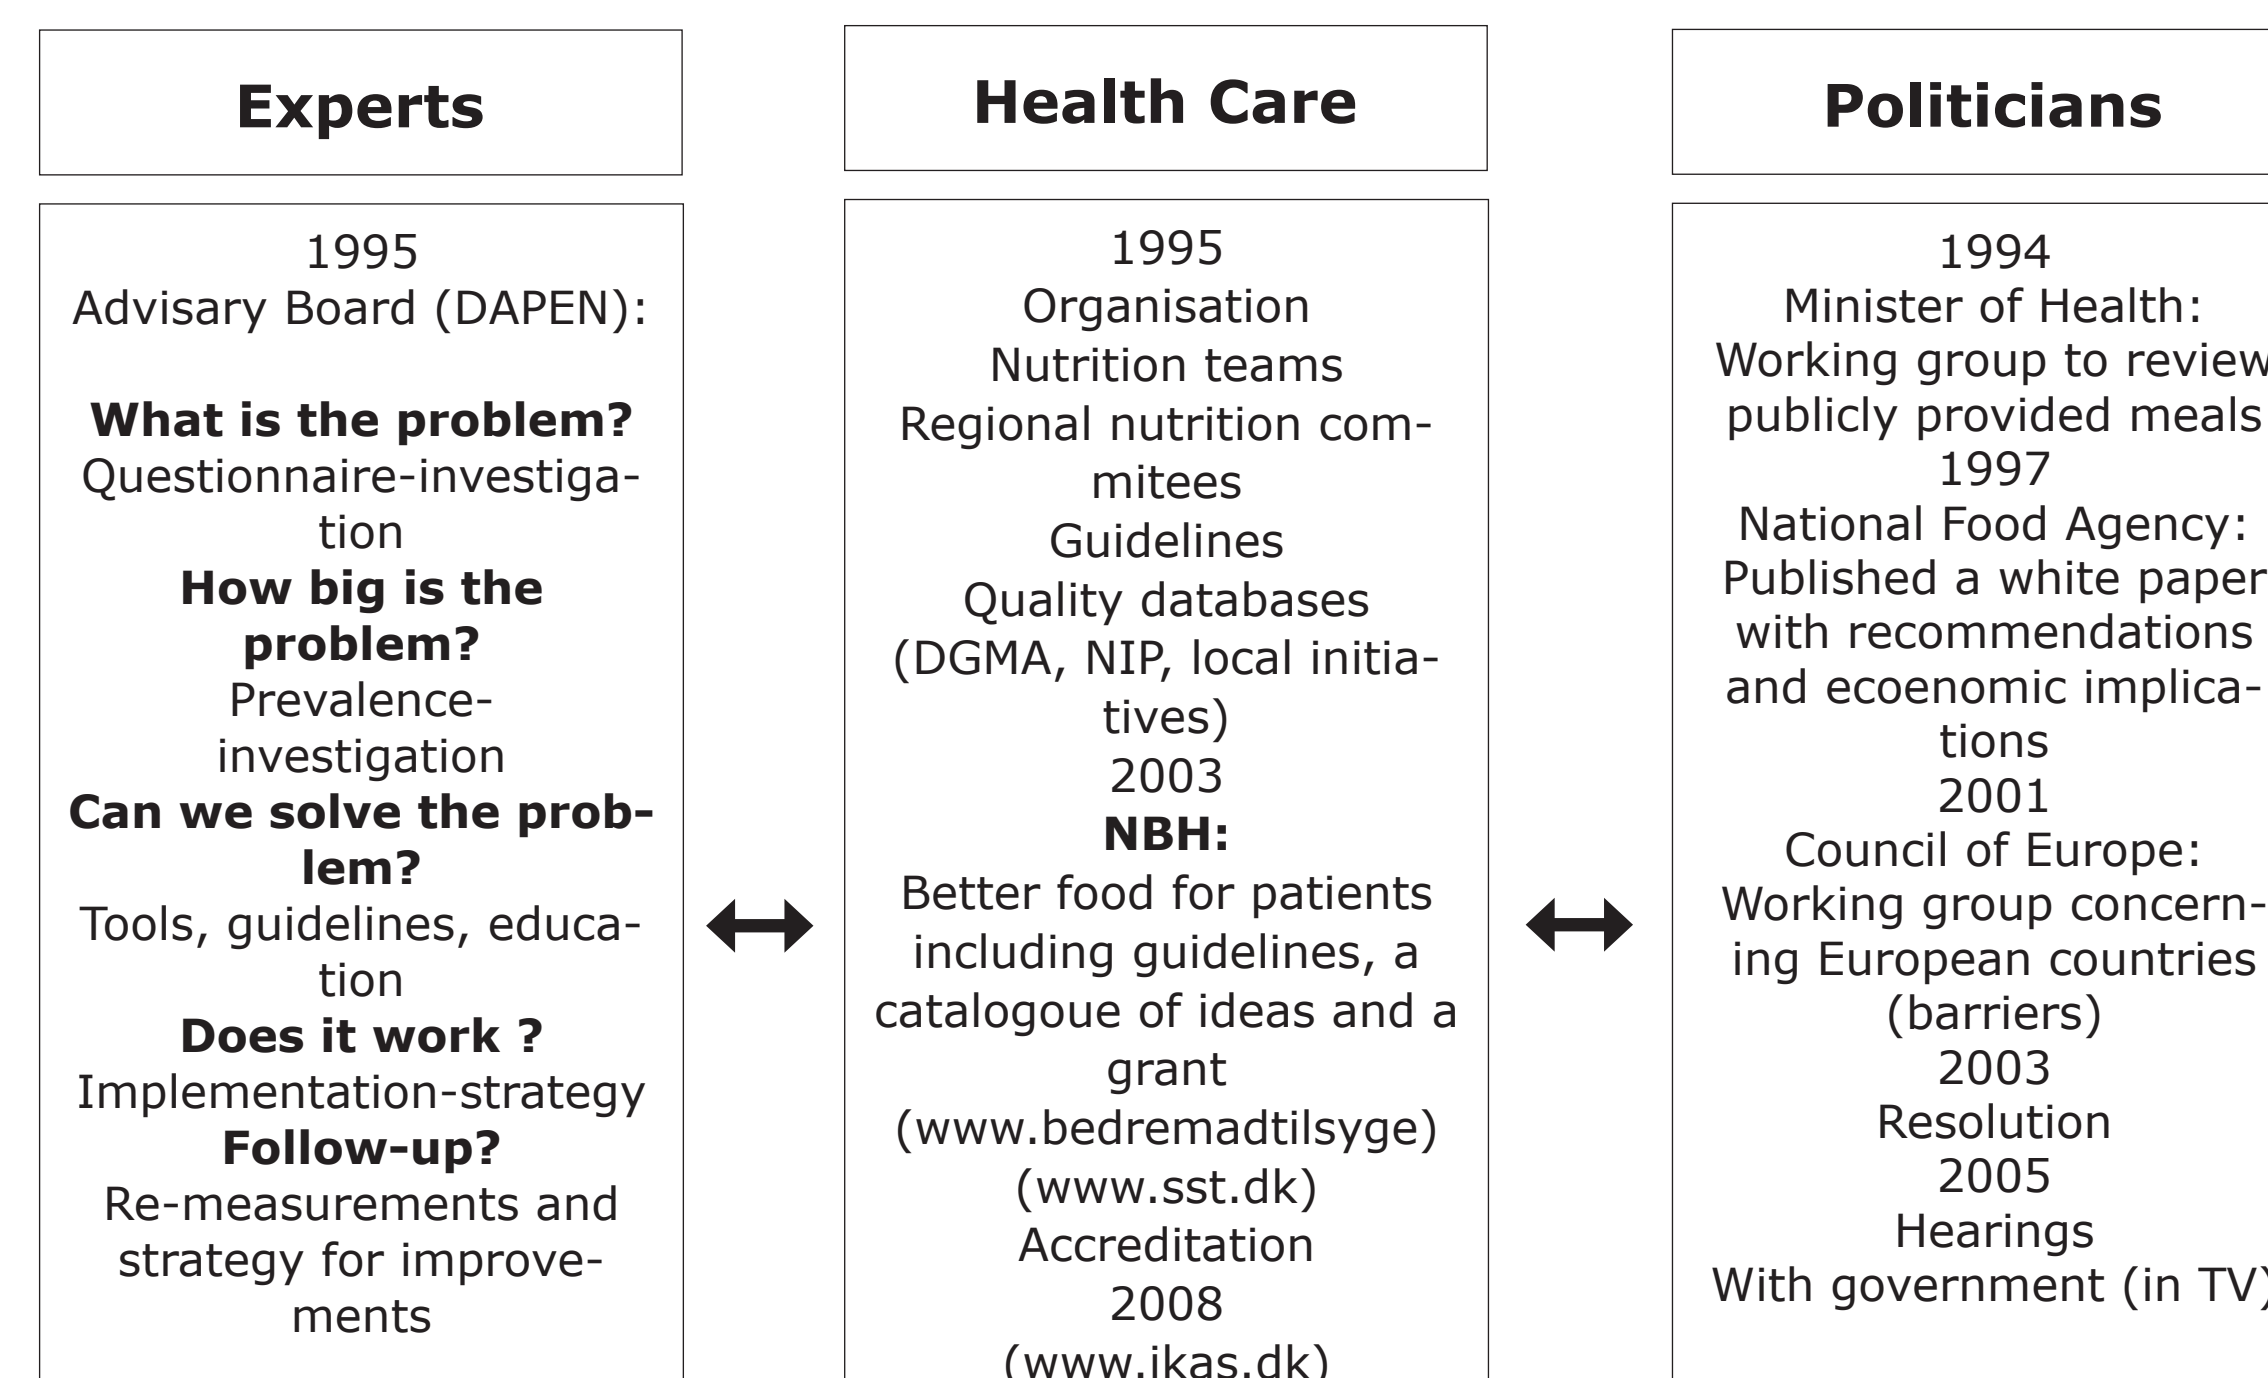 Experts
1995
Advisary Board (DAPEN):
What is the problem?
Questionnaire-investiga-
tion
How big is the
problem?
Prevalence-
investigation
Can we solve the prob-
lem?
Tools, guidelines, educa-
tion
Does it work ?
Implementation-strategy
Follow-up?
Re-measurements and
strategy for improve-
ments
Health Care
1995
Organisation
Nutrition teams
Regional nutrition com-
mitees
Guidelines
Quality databases
(DGMA, NIP, local initia-
tives)
2003
NBH:
Better food for patients
including guidelines, a
catalogoue of ideas and a
grant
(www.bedremadtilsyge)
(www.sst.dk)
Accreditation
2008
(www.ikas.dk)
Politicians
1994
Minister of Health:
Working group to review
publicly provided meals
1997
National Food Agency:
Published a white paper
with recommendations
and ecoenomic implica-
tions
2001
Council of Europe:
Working group concern-
ing European countries
(barriers)
2003
Resolution
2005
Hearings
With government (in TV)